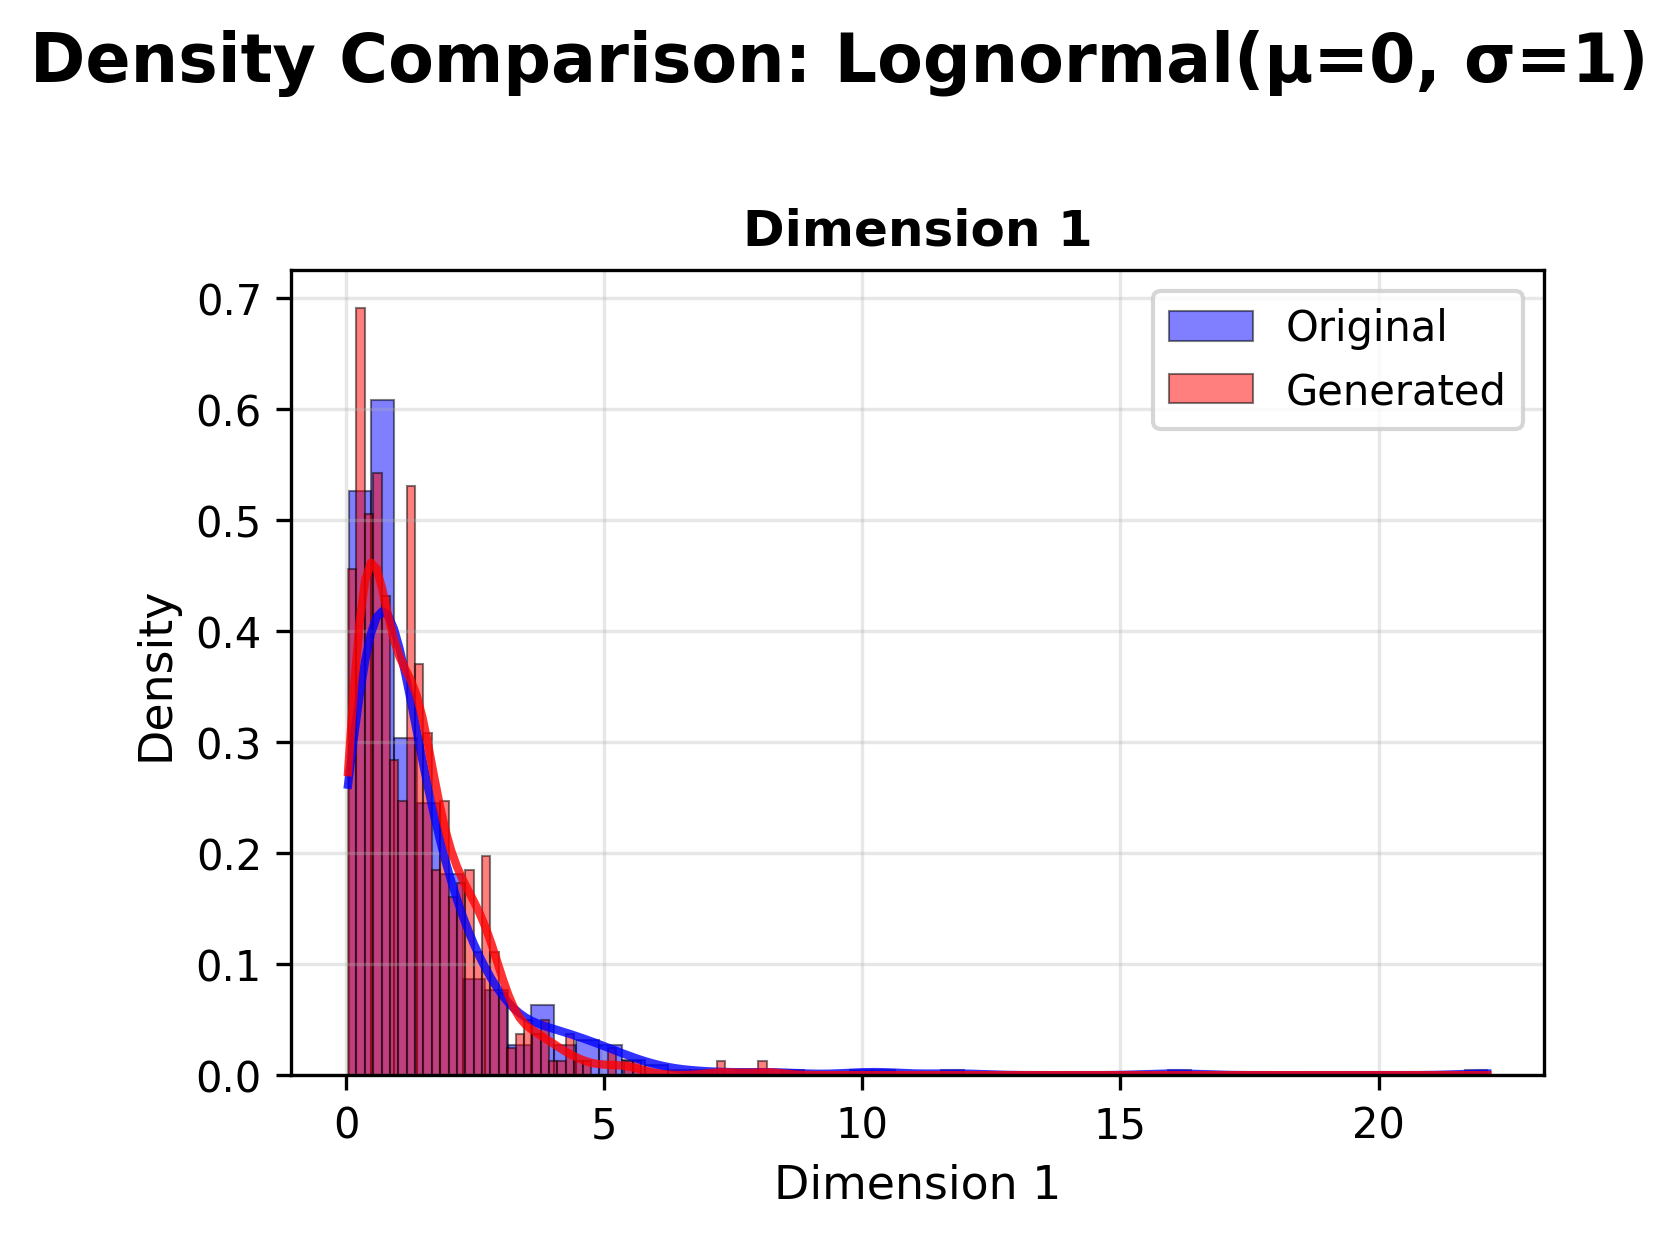 Density Comparison: Lognormal(μ=0, σ=1)
Dimension 1
Original
Generated
Density
0.7
0.6
0.5
0.4
0.3
0.2
0.1
0.0
0 5 10 15 20
Dimension 1